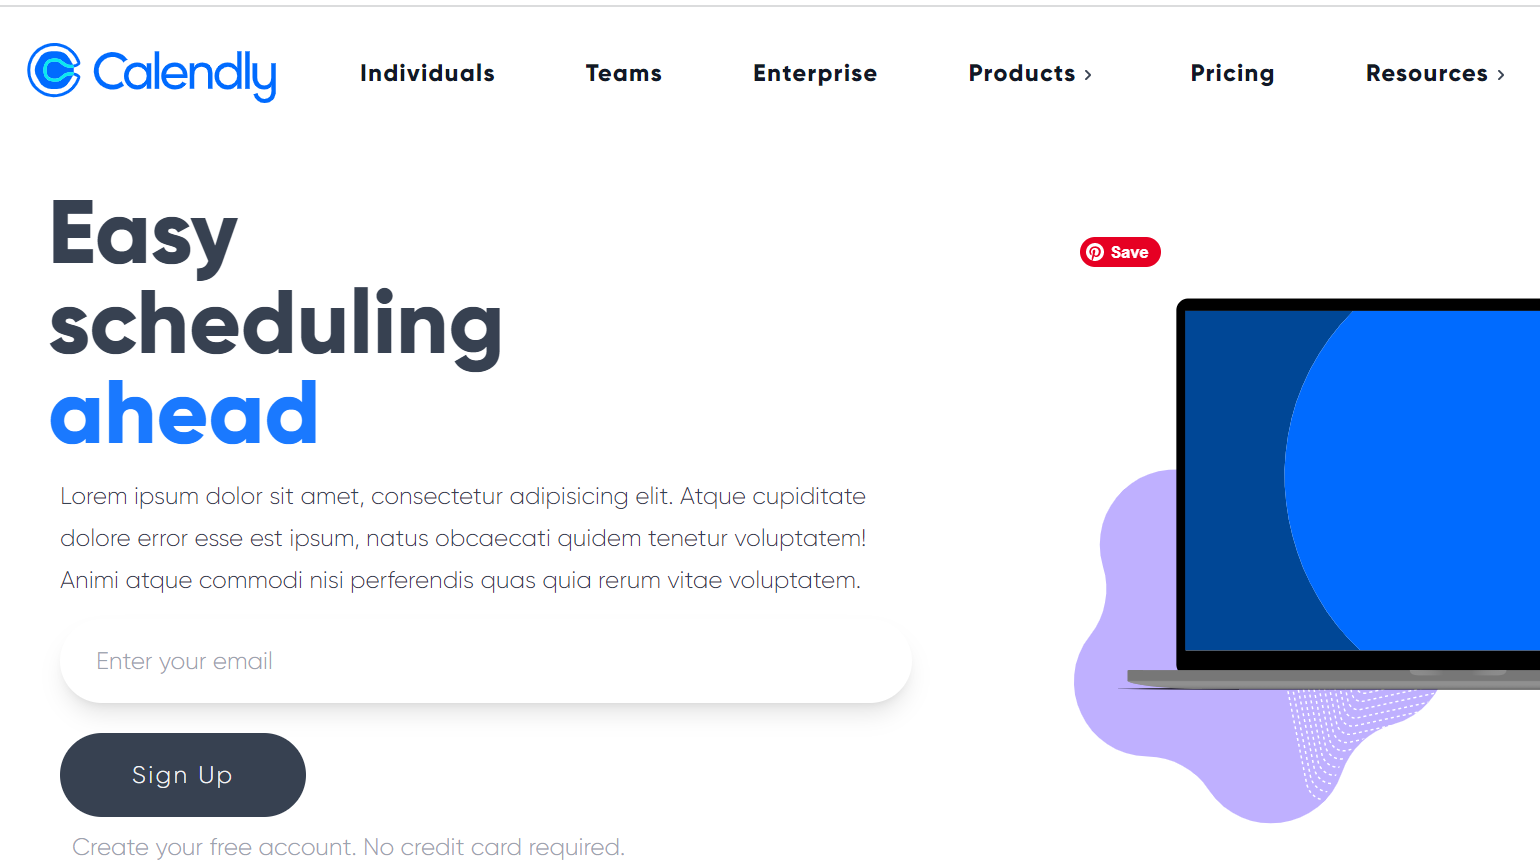 Calendly Individuals Teams Enterprise Products › Pricing Resources ›
Easy
scheduling
ahead
Save
Lorem ipsum dolor sit amet, consectetur adipisicing elit. Atque cupiditate
dolore error esse est ipsum, natus obcaecati quidem tenetur voluptatem!
Animi atque commodi nisi perferendis quas quia rerum vitae voluptatem.
Enter your email
Sign Up
Create your free account. No credit card required.